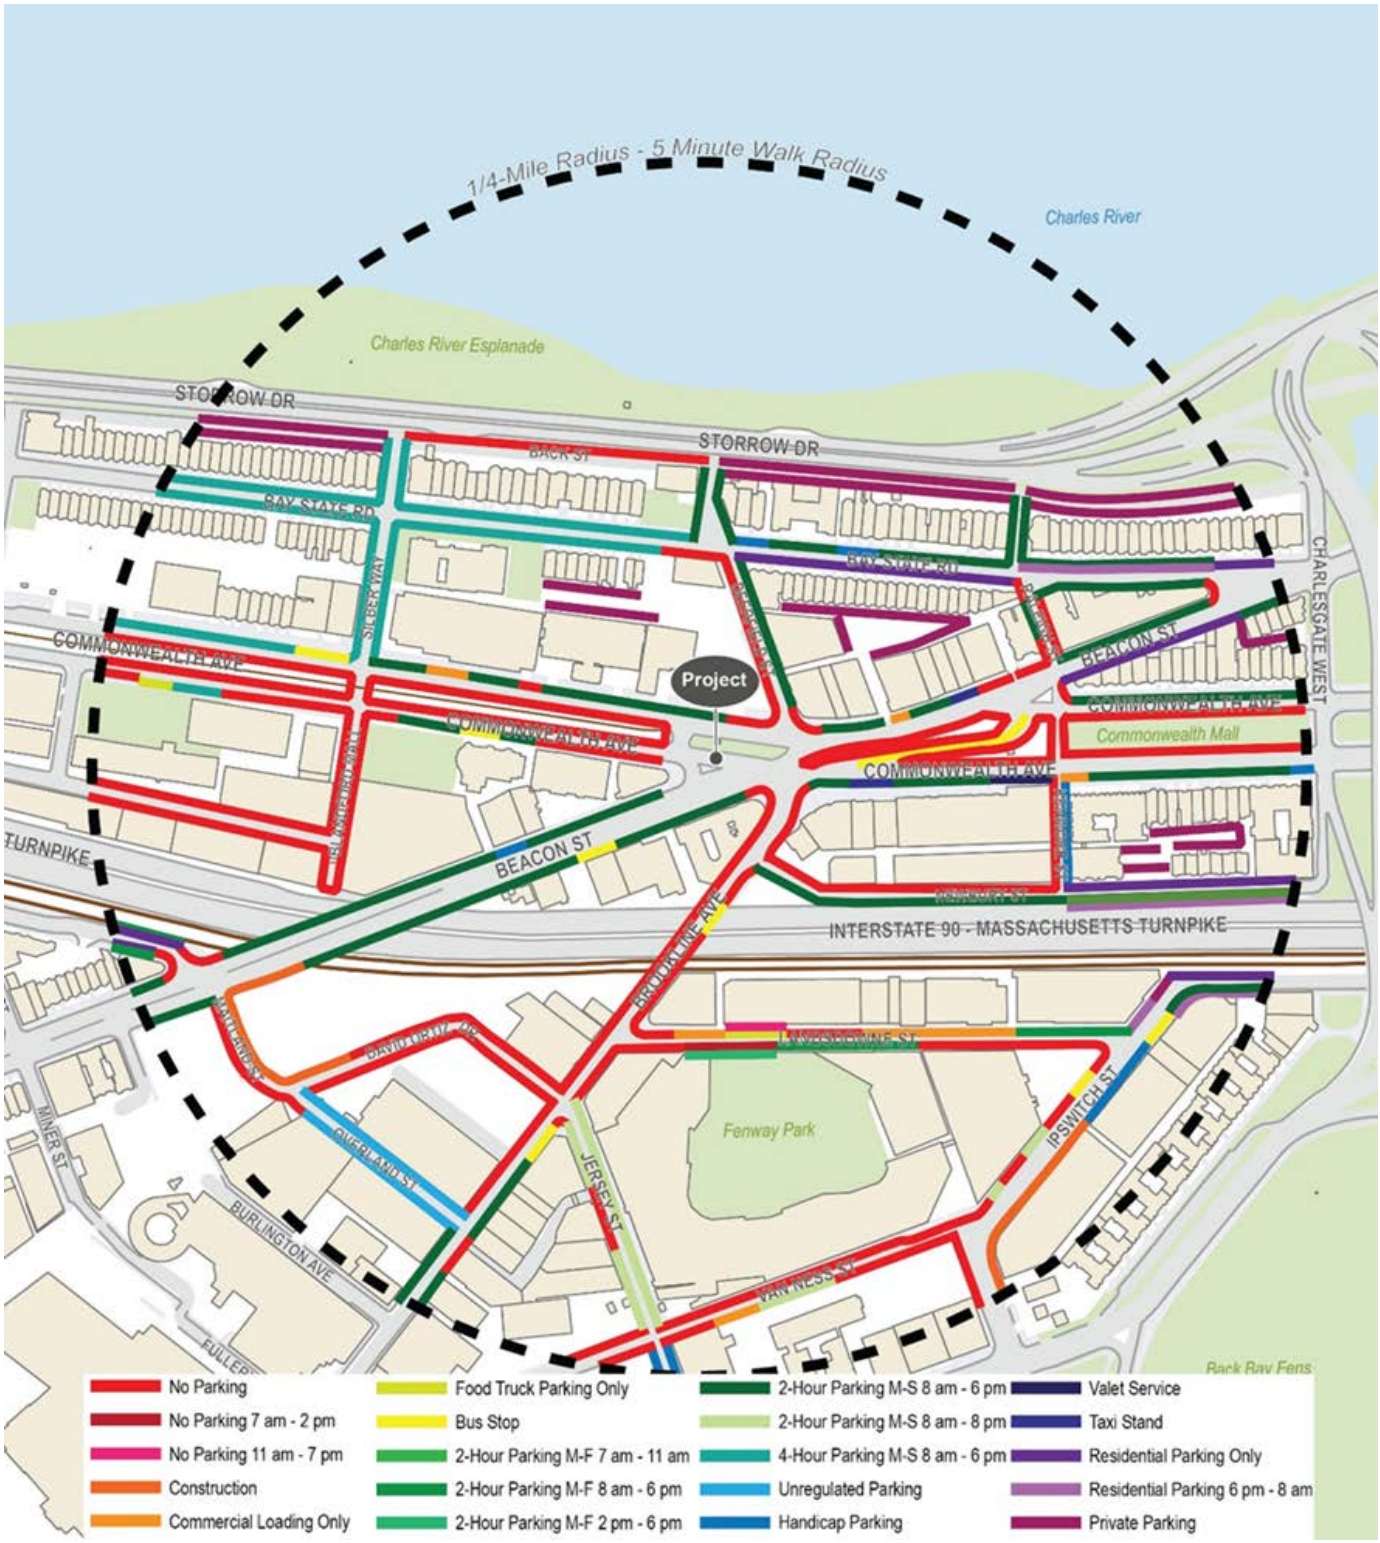 1/4-Mile Radius - 5 Minute Walk Radius
Charles River
Charles River Esplanade
STORROW DR
STORROW DR
BACK ST
BAY STATE RD
BAY STATE RD
SILBER WAY
CHARLESGATE WEST
BEACON ST
COMMONWEALTH AVE
Project
COMMONWEALTH AVE
COMMONWEALTH AVE
Commonwealth Mall
COMMONWEALTH AVE
BLANDFORD MALL
TURNPIKE
BEACON ST
NEWBURY ST
BROOKLINE AVE
INTERSTATE 90 - MASSACHUSETTS TURNPIKE
MAITLAND ST
DAVID ORTIZ DR
LANDSDOWNE ST
IPSWITCH ST
MINER ST
OVERLAND ST
Fenway Park
JERSEY ST
BURLINGTON AVE
VAN NESS ST
FULLER
Back Bay Fens
No Parking
No Parking 7 am - 2 pm
No Parking 11 am - 7 pm
Construction
Commercial Loading Only
Food Truck Parking Only
Bus Stop
2-Hour Parking M-F 7 am - 11 am
2-Hour Parking M-F 8 am - 6 pm
2-Hour Parking M-F 2 pm - 6 pm
2-Hour Parking M-S 8 am - 6 pm
2-Hour Parking M-S 8 am - 8 pm
4-Hour Parking M-S 8 am - 6 pm
Unregulated Parking
Handicap Parking
Valet Service
Taxi Stand
Residential Parking Only
Residential Parking 6 pm - 8 am
Private Parking